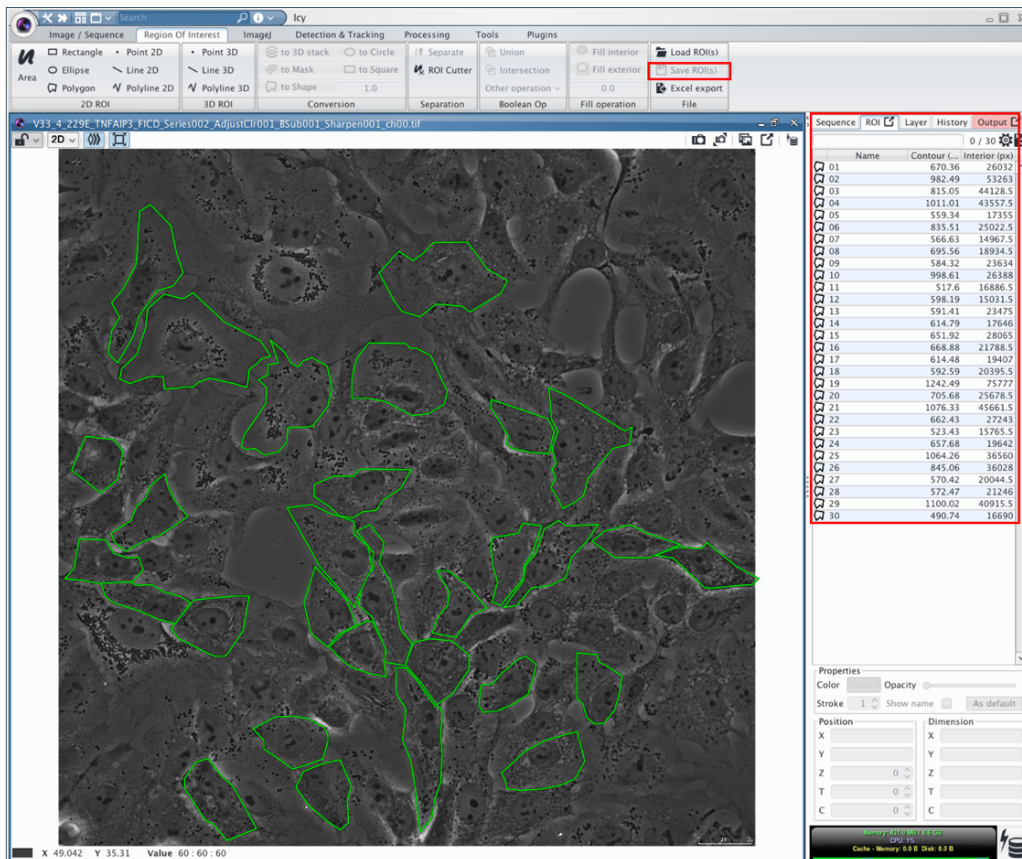 Search
Icy
Image / Sequence Region Of Interest ImageJ Detection & Tracking Processing Tools Plugins
Area
Rectangle Point 2D
Ellipse Line 2D
Polygon Polyline 2D
2D ROI
Point 3D
Line 3D
Polyline 3D
3D ROI
to 3D stack to Circle
to Mask to Square
to Shape 1.0
Conversion
Separate
ROI Cutter
Separation
Union
Intersection
Other operation
Boolean Op
Fill interior
Fill exterior
0.0
Fill operation
Load ROI(s)
Save ROI(s)
Excel export
File
V33_4_229E_TNFAIP3_FICD_Series002_AdjustClr001_BSub001_Sharpen001_ch00.tif
2D
X 49.042 Y 35.31 Value 60 : 60 : 60
Sequence ROI Layer History Output
0 / 30
Name Contour (... Interior (px)
01 670.36 26032
02 982.49 53263
03 815.05 44128.5
04 1011.01 43557.5
05 559.34 17355
06 835.51 25022.5
07 566.63 14967.5
08 695.56 18934.5
09 584.32 23634
10 998.61 26388
11 517.6 16886.5
12 598.19 15031.5
13 591.41 23475
14 614.79 17646
15 651.92 28065
16 668.88 21788.5
17 614.48 19407
18 592.59 20395.5
19 1242.49 75777
20 705.68 25678.5
21 1076.33 45661.5
22 662.43 27243
23 523.43 15765.5
24 657.68 19642
25 1064.26 36560
26 845.06 36028
27 570.42 20044.5
28 572.47 21246
29 1100.02 40915.5
30 490.74 16690
Properties
Color Opacity
Stroke 1 Show name As default
Position Dimension
X X
Y Y
Z 0 Z
T 0 T
C 0 C
CPU: 1%
Cache - Memory: 0.0 B Disk: 0.0 B